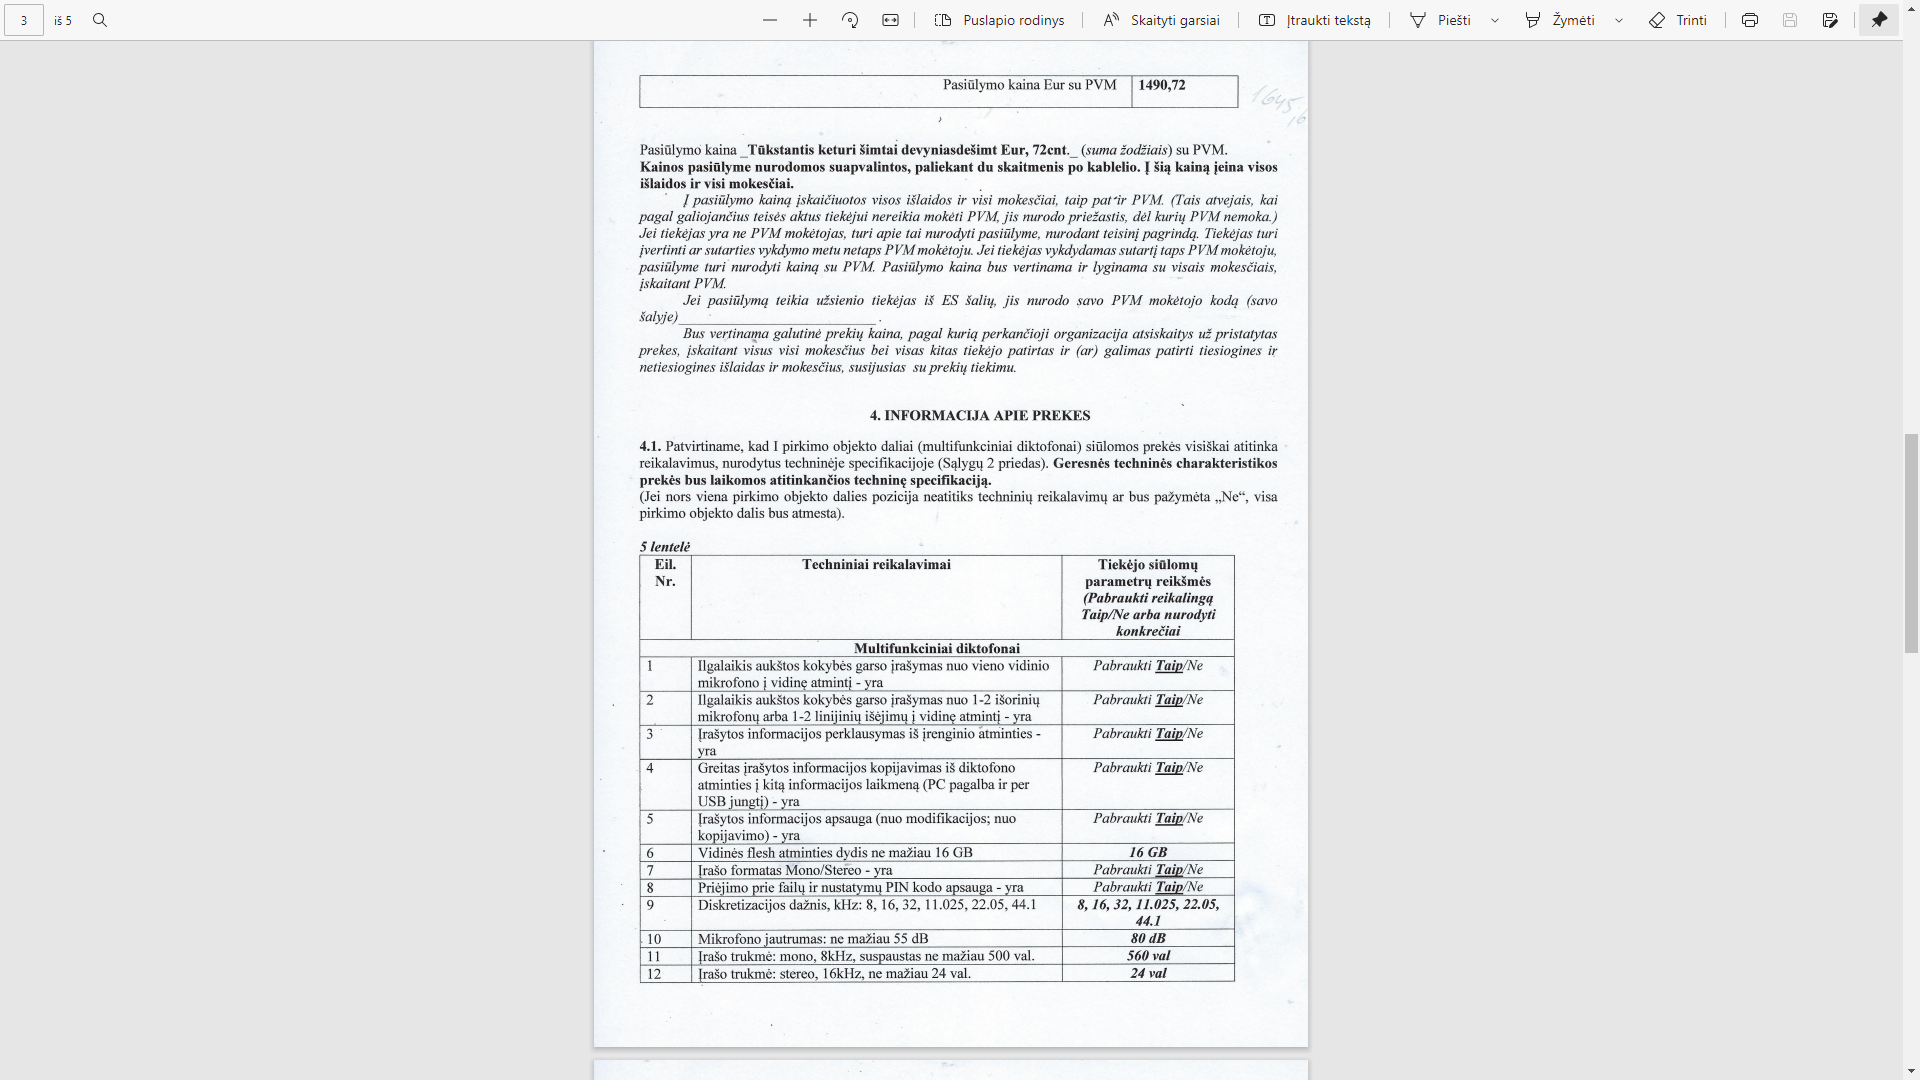 3 iš 5 Puslapio rodinys Skaityti garsiai Įtraukti tekstą Piešti Žymėti Trinti
Pasiūlymo kaina Eur su PVM 1490,72
1645,16
Pasiūlymo kaina _Tūkstantis keturi šimtai devyniasdešimt Eur, 72cnt._ (suma žodžiais) su PVM.
Kainos pasiūlyme nurodomos suapvalintos, paliekant du skaitmenis po kablelio. Į šią kainą įeina visos
išlaidos ir visi mokesčiai.
Į pasiūlymo kainą įskaičiuotos visos išlaidos ir visi mokesčiai, taip pat ir PVM. (Tais atvejais, kai
pagal galiojančius teisės aktus tiekėjui nereikia mokėti PVM, jis nurodo priežastis, dėl kurių PVM nemoka.)
Jei tiekėjas yra ne PVM mokėtojas, turi apie tai nurodyti pasiūlyme, nurodant teisinį pagrindą. Tiekėjas turi
įvertinti ar sutarties vykdymo metu netaps PVM mokėtoju. Jei tiekėjas vykdydamas sutartį taps PVM mokėtoju,
pasiūlyme turi nurodyti kainą su PVM. Pasiūlymo kaina bus vertinama ir lyginama su visais mokesčiais,
įskaitant PVM.
Jei pasiūlymą teikia užsienio tiekėjas iš ES šalių, jis nurodo savo PVM mokėtojo kodą (savo
šalyje)__________________________ .
Bus vertinama galutinė prekių kaina, pagal kurią perkančioji organizacija atsiskaitys už pristatytas
prekes, įskaitant visus visi mokesčius bei visas kitas tiekėjo patirtas ir (ar) galimas patirti tiesiogines ir
netiesiogines išlaidas ir mokesčius, susijusias su prekių tiekimu.
4. INFORMACIJA APIE PREKES
4.1. Patvirtiname, kad I pirkimo objekto daliai (multifunkciniai diktofonai) siūlomos prekės visiškai atitinka
reikalavimus, nurodytus techninėje specifikacijoje (Sąlygų 2 priedas). Geresnės techninės charakteristikos
prekės bus laikomos atitinkančios techninę specifikaciją.
(Jei nors viena pirkimo objekto dalies pozicija neatitiks techninių reikalavimų ar bus pažymėta „Ne“, visa
pirkimo objekto dalis bus atmesta).
5 lentelė
Eil. Techniniai reikalavimai Tiekėjo siūlomų
Nr. parametrų reikšmės
(Pabraukti reikalingą
Taip/Ne arba nurodyti
konkrečiai
Multifunkciniai diktofonai
1 Ilgalaikis aukštos kokybės garso įrašymas nuo vieno vidinio Pabraukti Taip/Ne
mikrofono į vidinę atmintį - yra
2 Ilgalaikis aukštos kokybės garso įrašymas nuo 1-2 išorinių Pabraukti Taip/Ne
mikrofonų arba 1-2 linijinių išėjimų į vidinę atmintį - yra
3 Įrašytos informacijos perklausymas iš įrenginio atminties - Pabraukti Taip/Ne
yra
4 Greitas įrašytos informacijos kopijavimas iš diktofono Pabraukti Taip/Ne
atminties į kitą informacijos laikmeną (PC pagalba ir per
USB jungtį) - yra
5 Įrašytos informacijos apsauga (nuo modifikacijos; nuo Pabraukti Taip/Ne
kopijavimo) - yra
6 Vidinės flesh atminties dydis ne mažiau 16 GB 16 GB
7 Įrašo formatas Mono/Stereo - yra Pabraukti Taip/Ne
8 Priėjimo prie failų ir nustatymų PIN kodo apsauga - yra Pabraukti Taip/Ne
9 Diskretizacijos dažnis, kHz: 8, 16, 32, 11.025, 22.05, 44.1 8, 16, 32, 11.025, 22.05,
44.1
10 Mikrofono jautrumas: ne mažiau 55 dB 80 dB
11 Įrašo trukmė: mono, 8kHz, suspaustas ne mažiau 500 val. 560 val
12 Įrašo trukmė: stereo, 16kHz, ne mažiau 24 val. 24 val